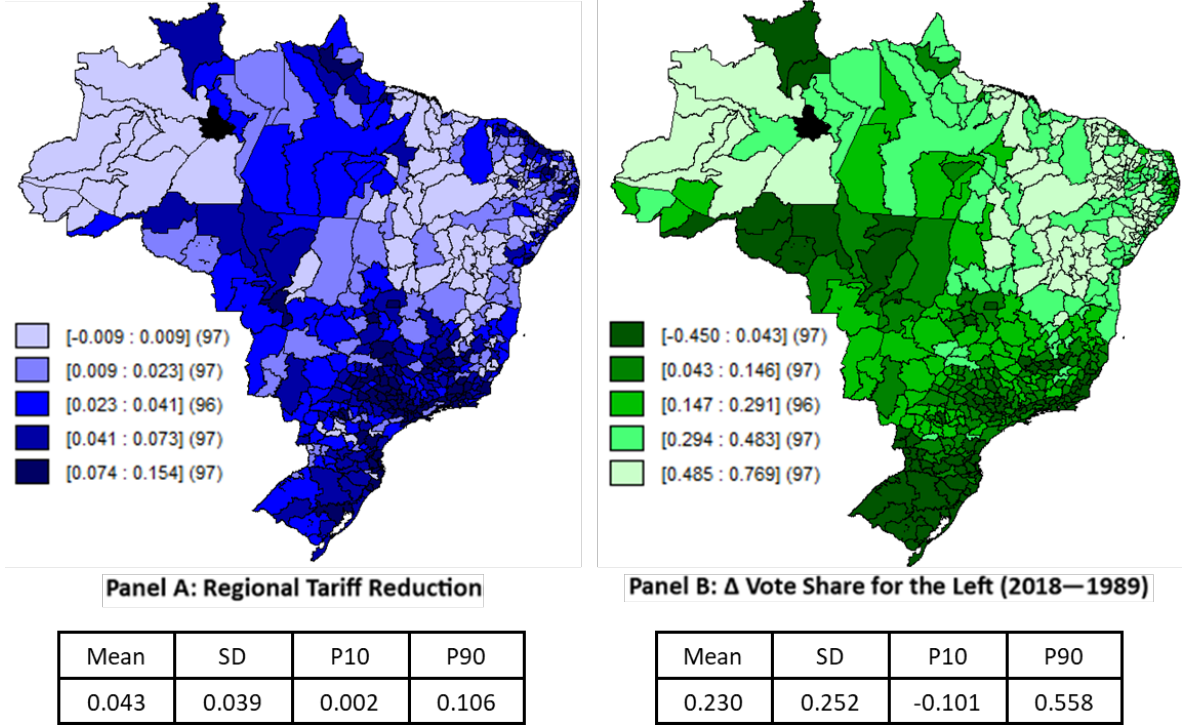 [-0.009 : 0.009] (97)
[0.009 : 0.023] (97)
[0.023 : 0.041] (96)
[0.041 : 0.073] (97)
[0.074 : 0.154] (97)
Panel A: Regional Tariff Reduction
Mean SD P10 P90
0.043 0.039 0.002 0.106
[-0.450 : 0.043] (97)
[0.043 : 0.146] (97)
[0.147 : 0.291] (96)
[0.294 : 0.483] (97)
[0.485 : 0.769] (97)
Panel B: Δ Vote Share for the Left (2018—1989)
Mean SD P10 P90
0.230 0.252 -0.101 0.558